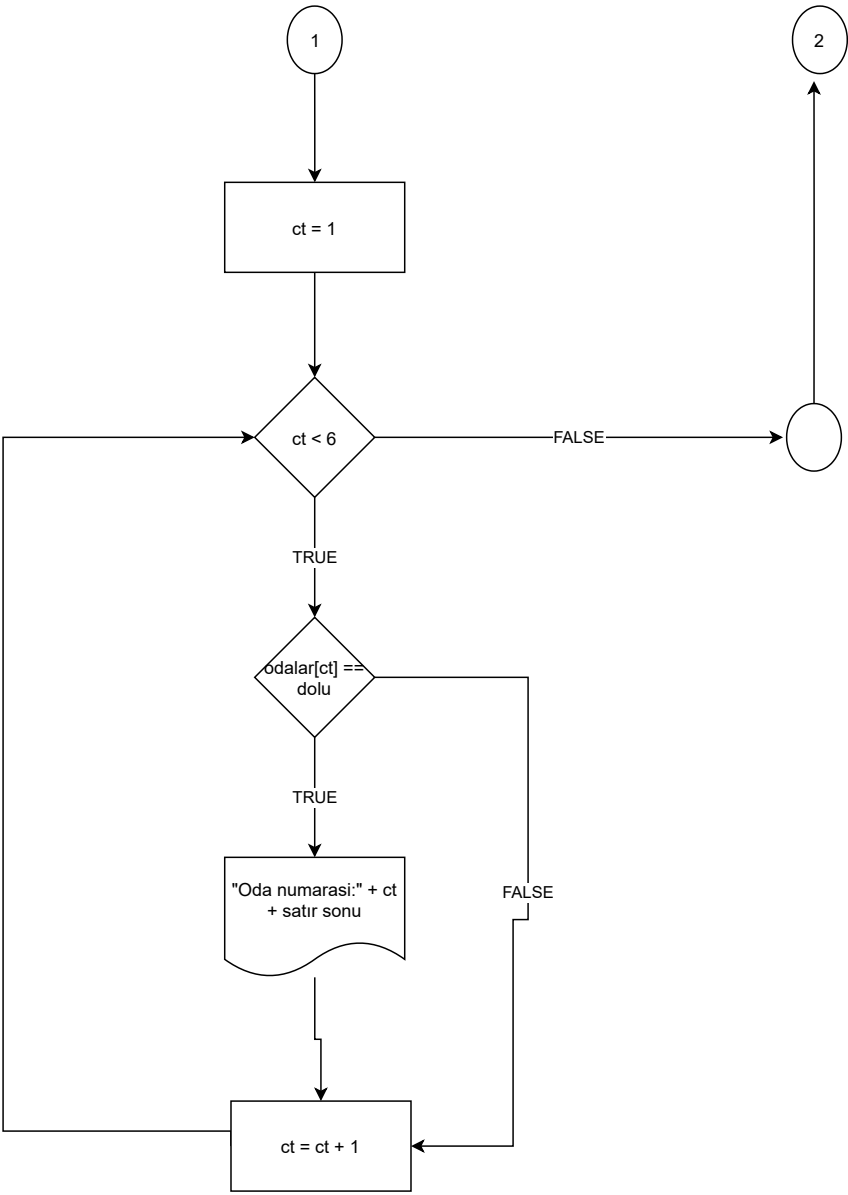 1
2
ct = 1
ct < 6
FALSE
TRUE
odalar[ct] ==
dolu
TRUE
FALSE
"Oda numarasi:" + ct
+ satır sonu
ct = ct + 1